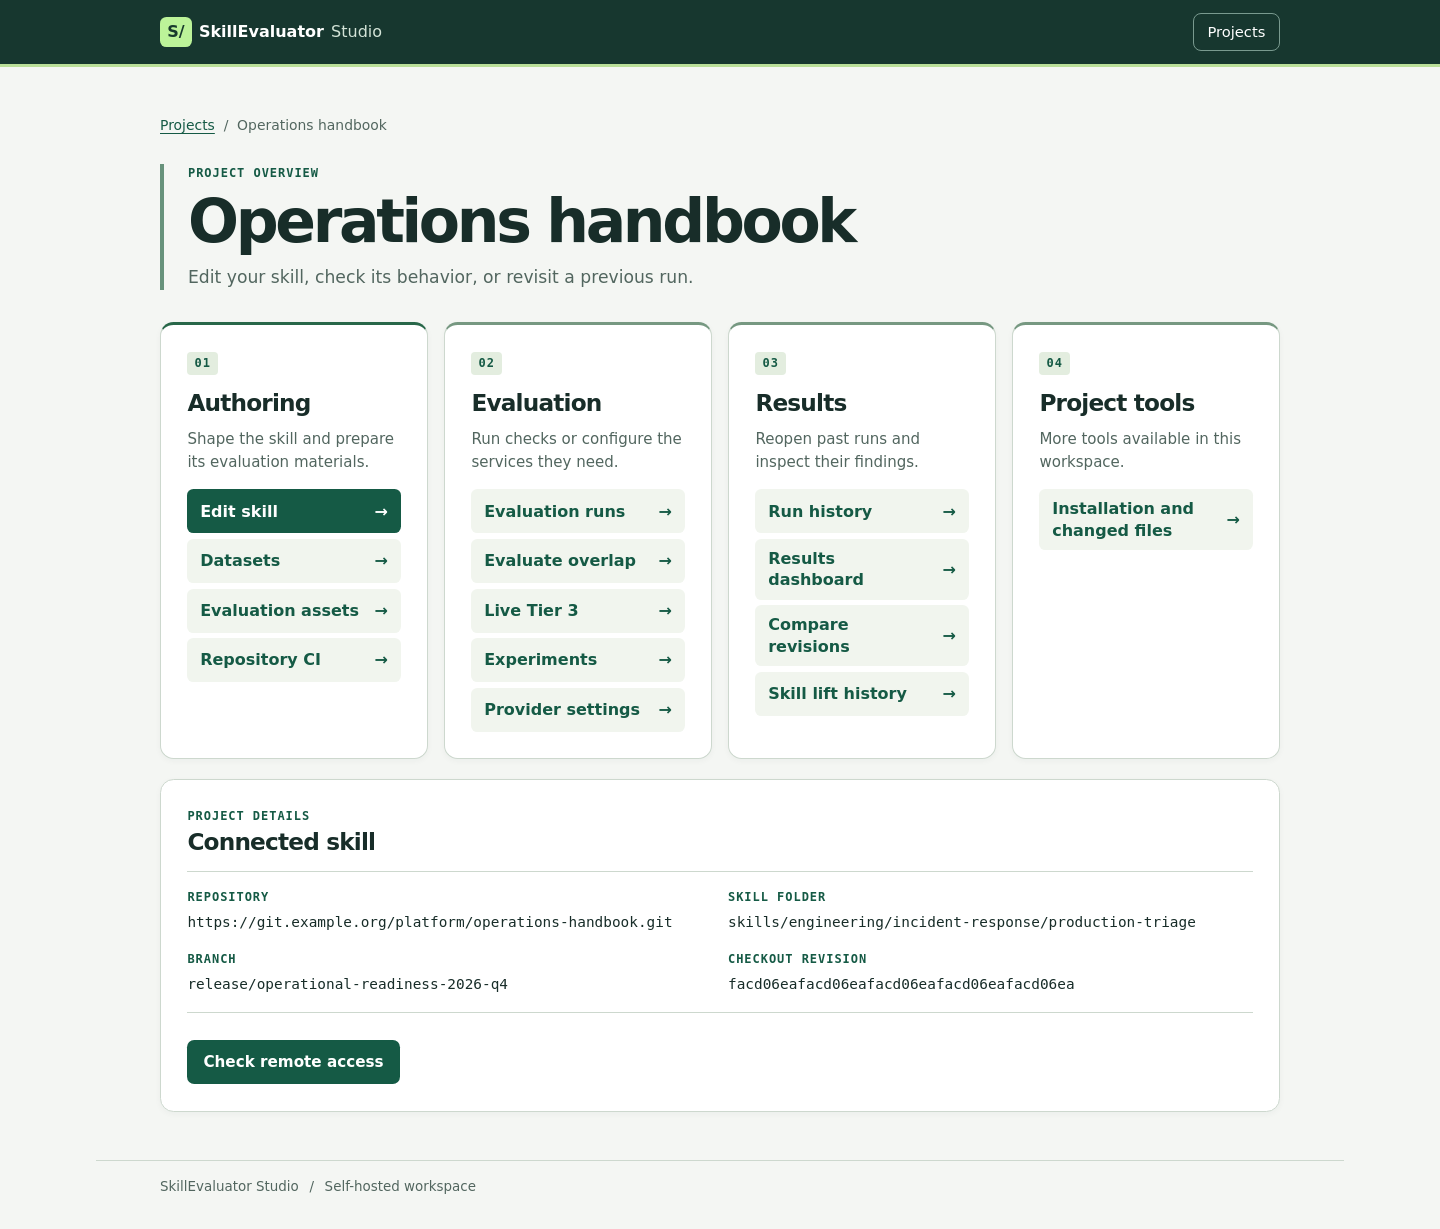 S/ SkillEvaluator Studio
Projects
Projects / Operations handbook
PROJECT OVERVIEW
Operations handbook
Edit your skill, check its behavior, or revisit a previous run.
01
Authoring
Shape the skill and prepare
its evaluation materials.
Edit skill →
Datasets →
Evaluation assets →
Repository CI →
02
Evaluation
Run checks or configure the
services they need.
Evaluation runs →
Evaluate overlap →
Live Tier 3 →
Experiments →
Provider settings →
03
Results
Reopen past runs and
inspect their findings.
Run history →
Results
dashboard →
Compare
revisions →
Skill lift history →
04
Project tools
More tools available in this
workspace.
Installation and
changed files →
PROJECT DETAILS
Connected skill
REPOSITORY
https://git.example.org/platform/operations-handbook.git
SKILL FOLDER
skills/engineering/incident-response/production-triage
BRANCH
release/operational-readiness-2026-q4
CHECKOUT REVISION
facd06eafacd06eafacd06eafacd06eafacd06ea
Check remote access
SkillEvaluator Studio / Self-hosted workspace